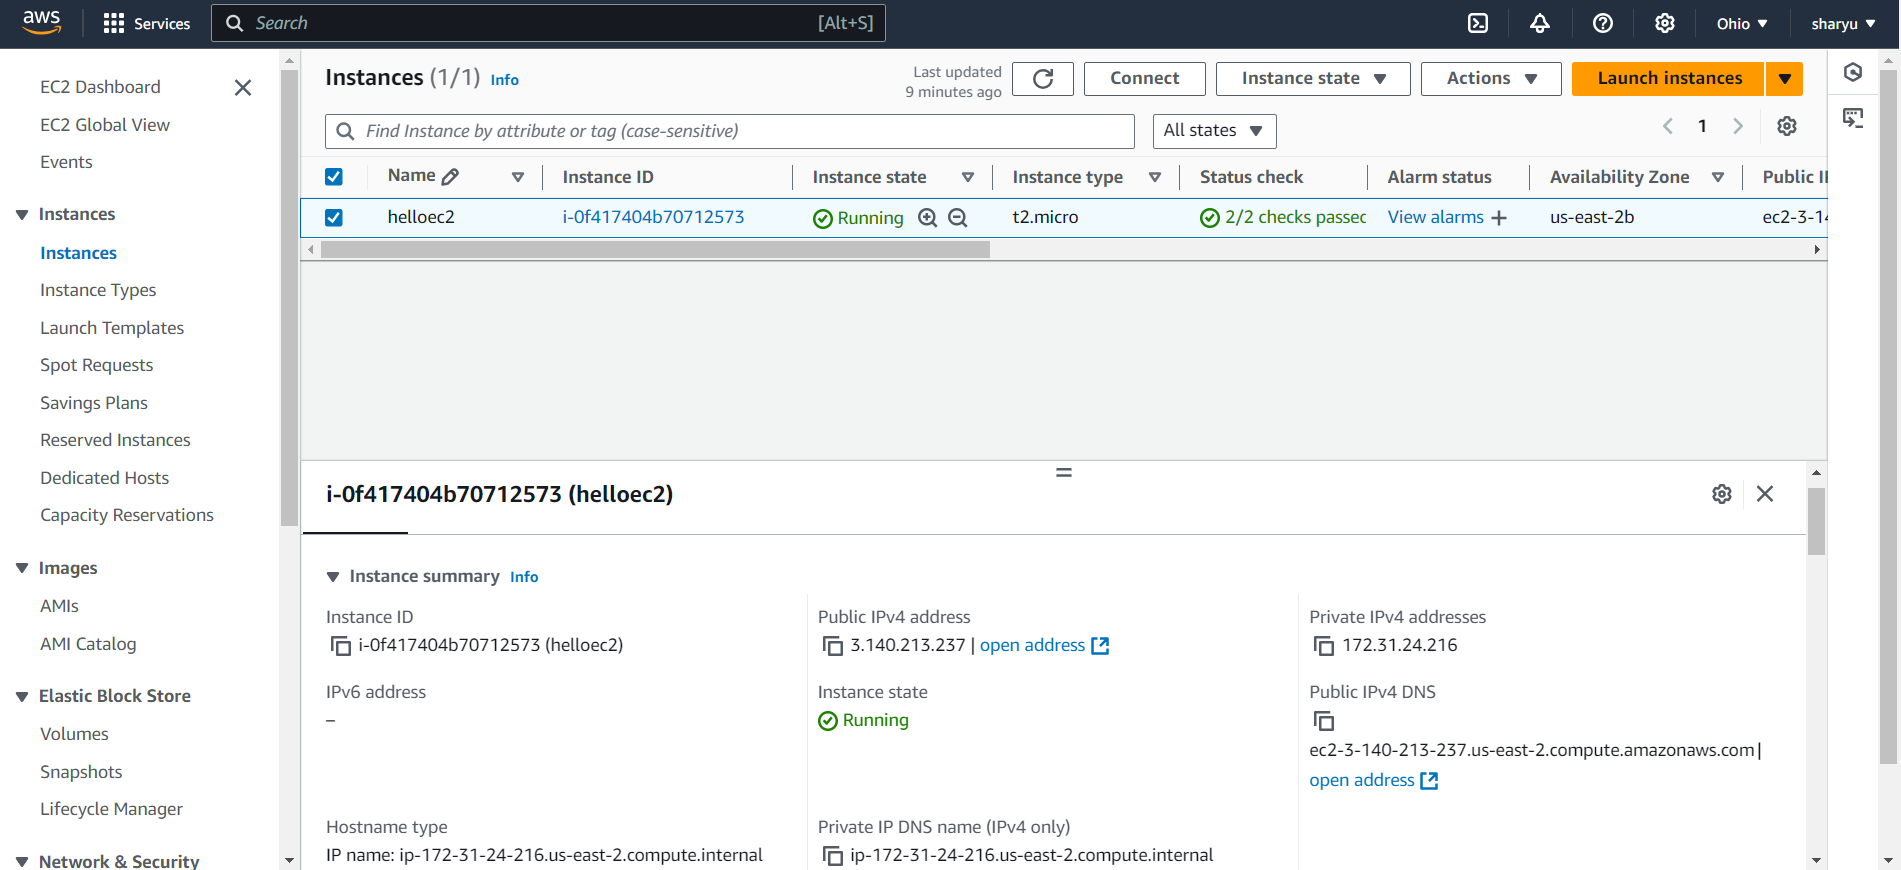 aws
Services
Search [Alt+S]
Ohio
sharyu
EC2 Dashboard
EC2 Global View
Events
Instances
Instances
Instance Types
Launch Templates
Spot Requests
Savings Plans
Reserved Instances
Dedicated Hosts
Capacity Reservations
Images
AMIs
AMI Catalog
Elastic Block Store
Volumes
Snapshots
Lifecycle Manager
Network & Security
Instances (1/1) Info
Last updated
9 minutes ago
Connect
Instance state
Actions
Launch instances
Find Instance by attribute or tag (case-sensitive)
All states
1
Name Instance ID Instance state Instance type Status check Alarm status Availability Zone Public
helloec2 i-0f417404b70712573 Running t2.micro 2/2 checks passec View alarms + us-east-2b ec2-3-14
i-0f417404b70712573 (helloec2)
Instance summary Info
Instance ID
i-0f417404b70712573 (helloec2)
Public IPv4 address
3.140.213.237 | open address
Private IPv4 addresses
172.31.24.216
IPv6 address
–
Instance state
Running
Public IPv4 DNS
ec2-3-140-213-237.us-east-2.compute.amazonaws.com |
open address
Hostname type
IP name: ip-172-31-24-216.us-east-2.compute.internal
Private IP DNS name (IPv4 only)
ip-172-31-24-216.us-east-2.compute.internal